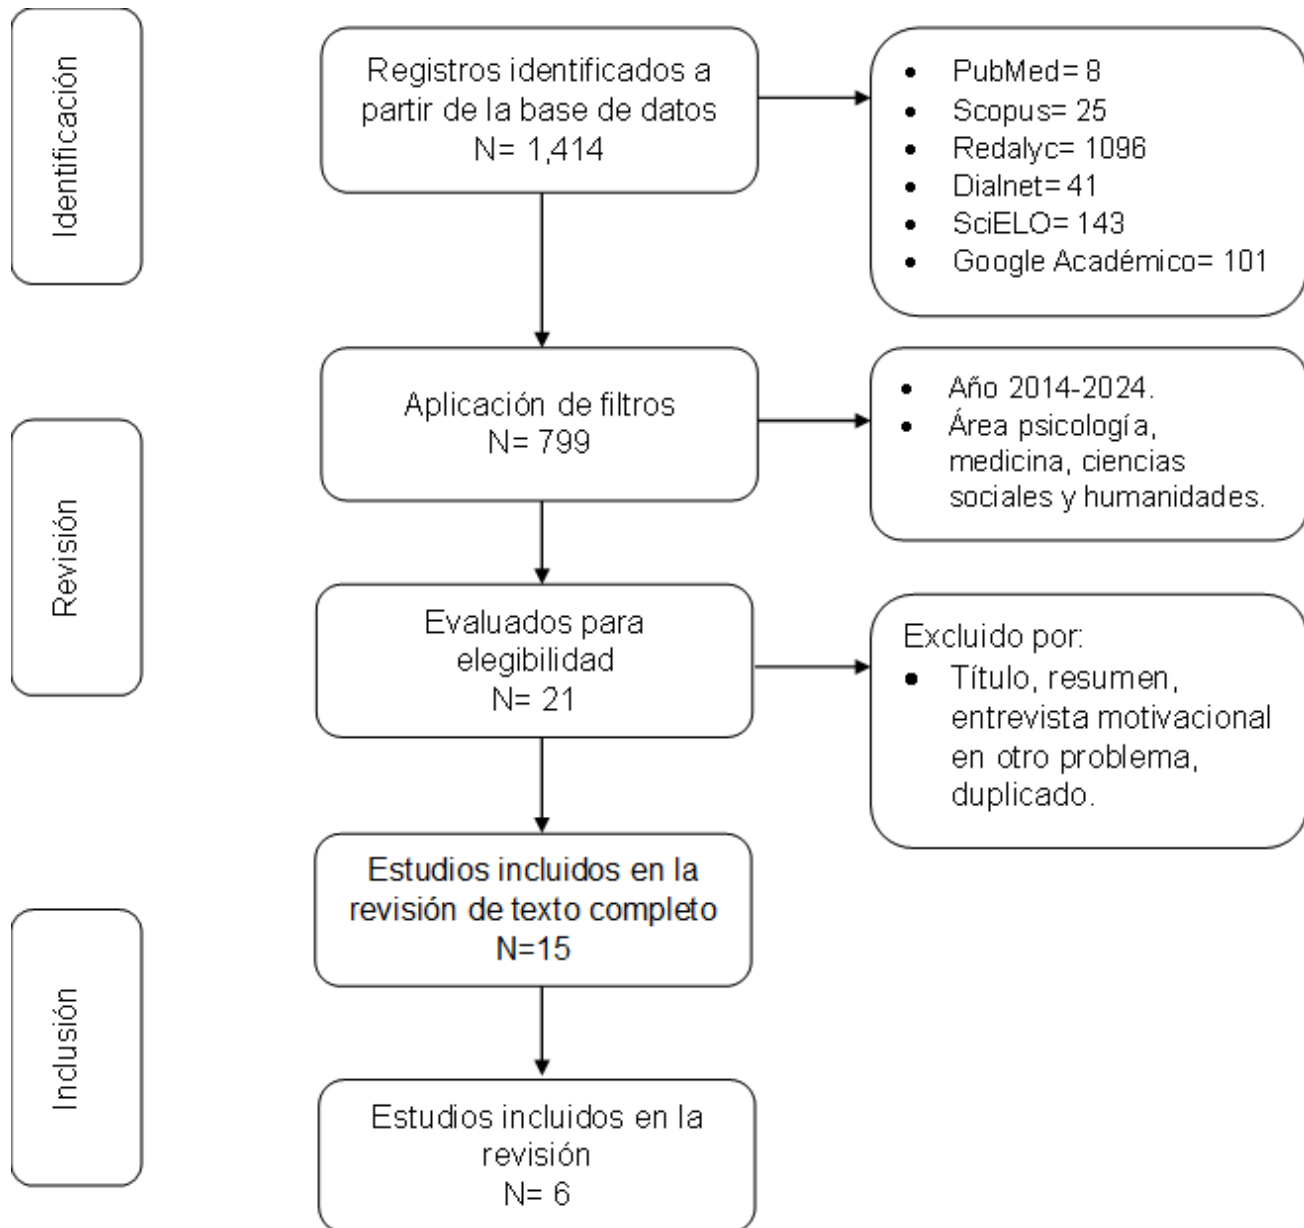 Identificación
Registros identificados a
partir de la base de datos
N= 1,414
• PubMed= 8
• Scopus= 25
• Redalyc= 1096
• Dialnet= 41
• SciELO= 143
• Google Académico= 101
Revisión
Aplicación de filtros
N= 799
• Año 2014-2024.
• Área psicología,
medicina, ciencias
sociales y humanidades.
Evaluados para
elegibilidad
N= 21
Excluido por:
• Título, resumen,
entrevista motivacional
en otro problema,
duplicado.
Inclusión
Estudios incluidos en la
revisión de texto completo
N=15
Estudios incluidos en la
revisión
N= 6